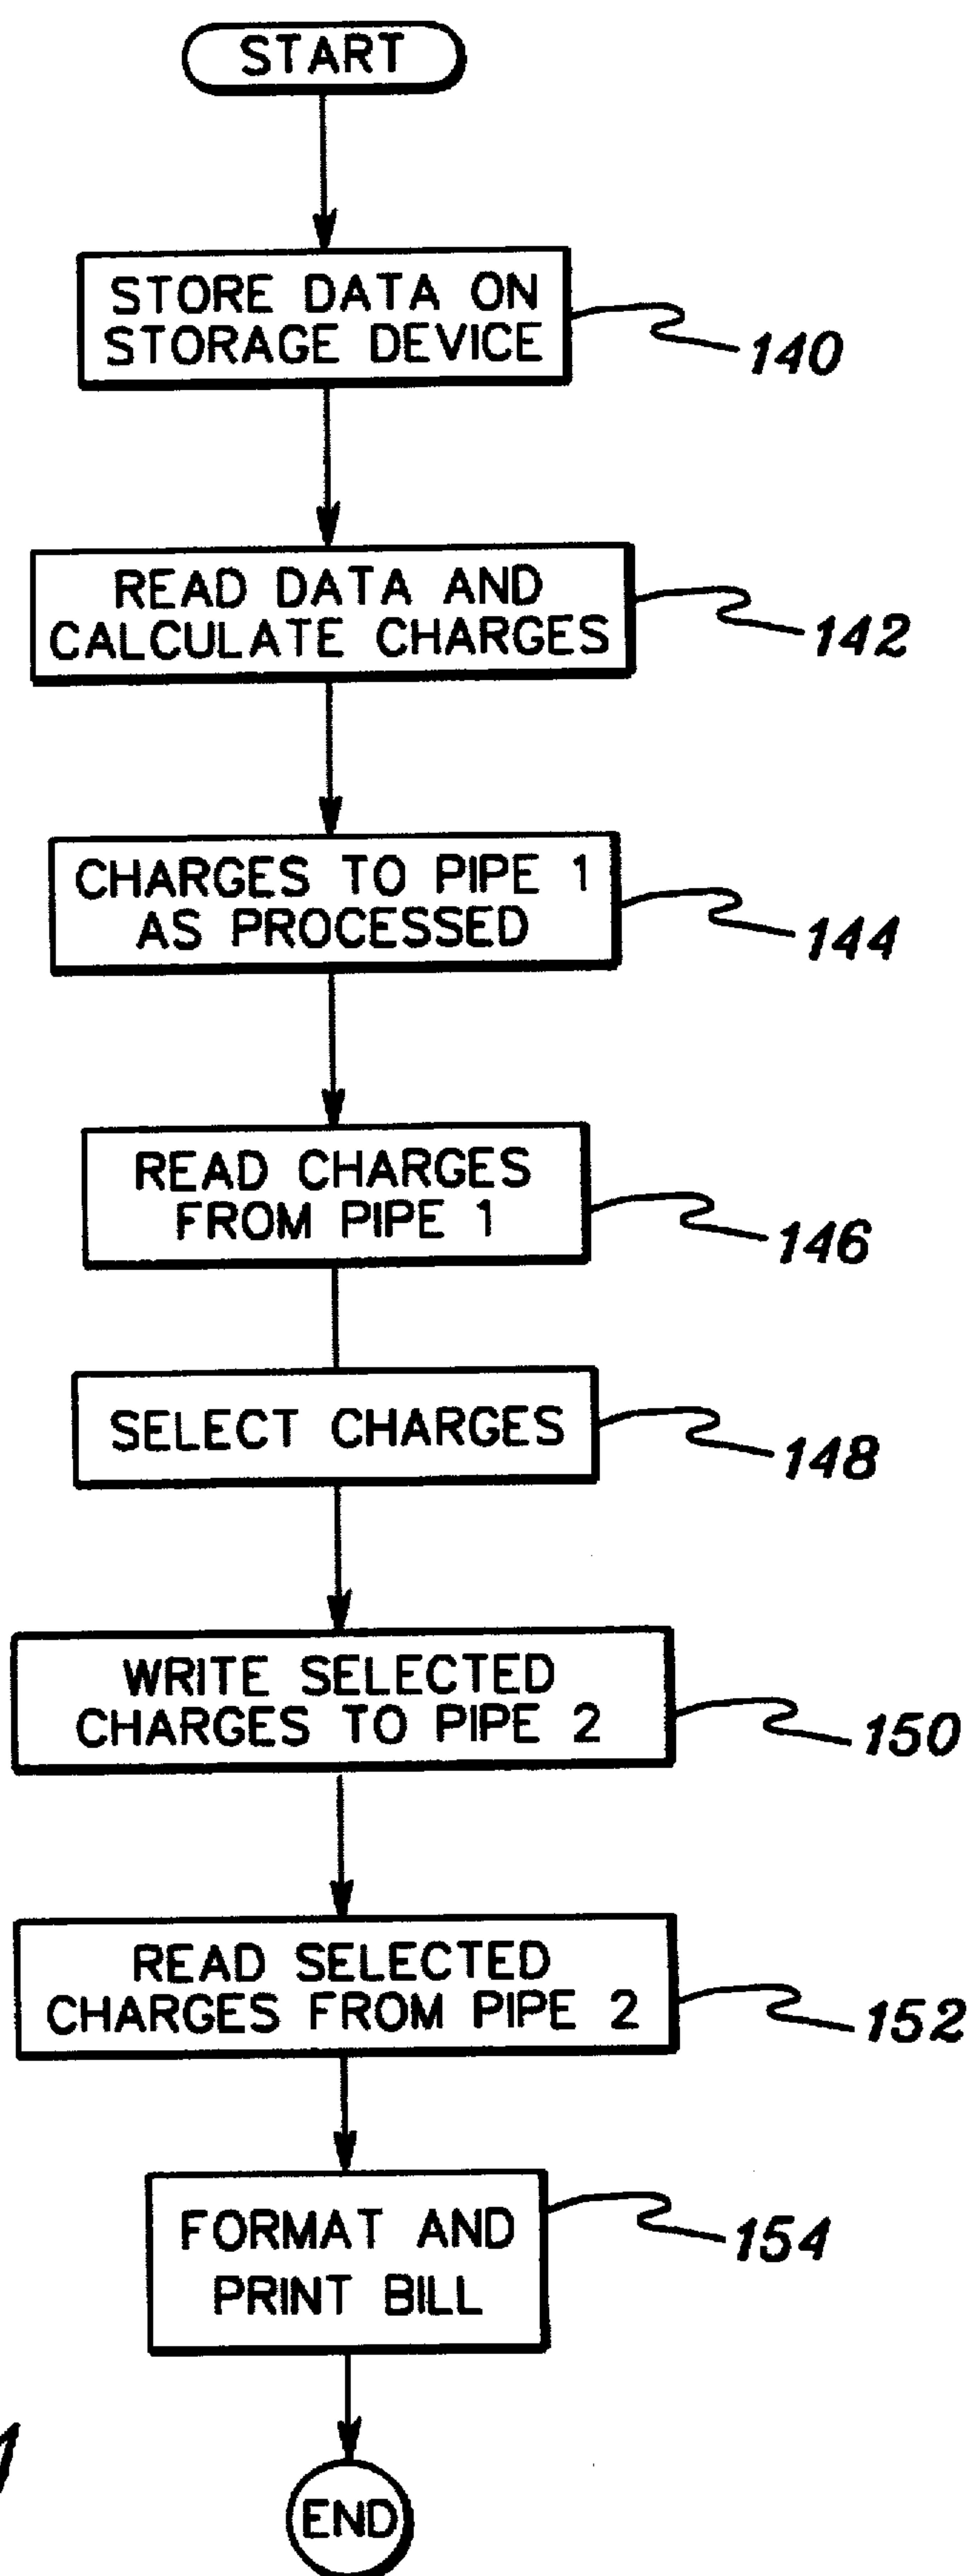 START
STORE DATA ON
STORAGE DEVICE
140
READ DATA AND
CALCULATE CHARGES
142
CHARGES TO PIPE 1
AS PROCESSED
144
READ CHARGES
FROM PIPE 1
146
SELECT CHARGES
148
WRITE SELECTED
CHARGES TO PIPE 2
150
READ SELECTED
CHARGES FROM PIPE 2
152
FORMAT AND
PRINT BILL
154
END